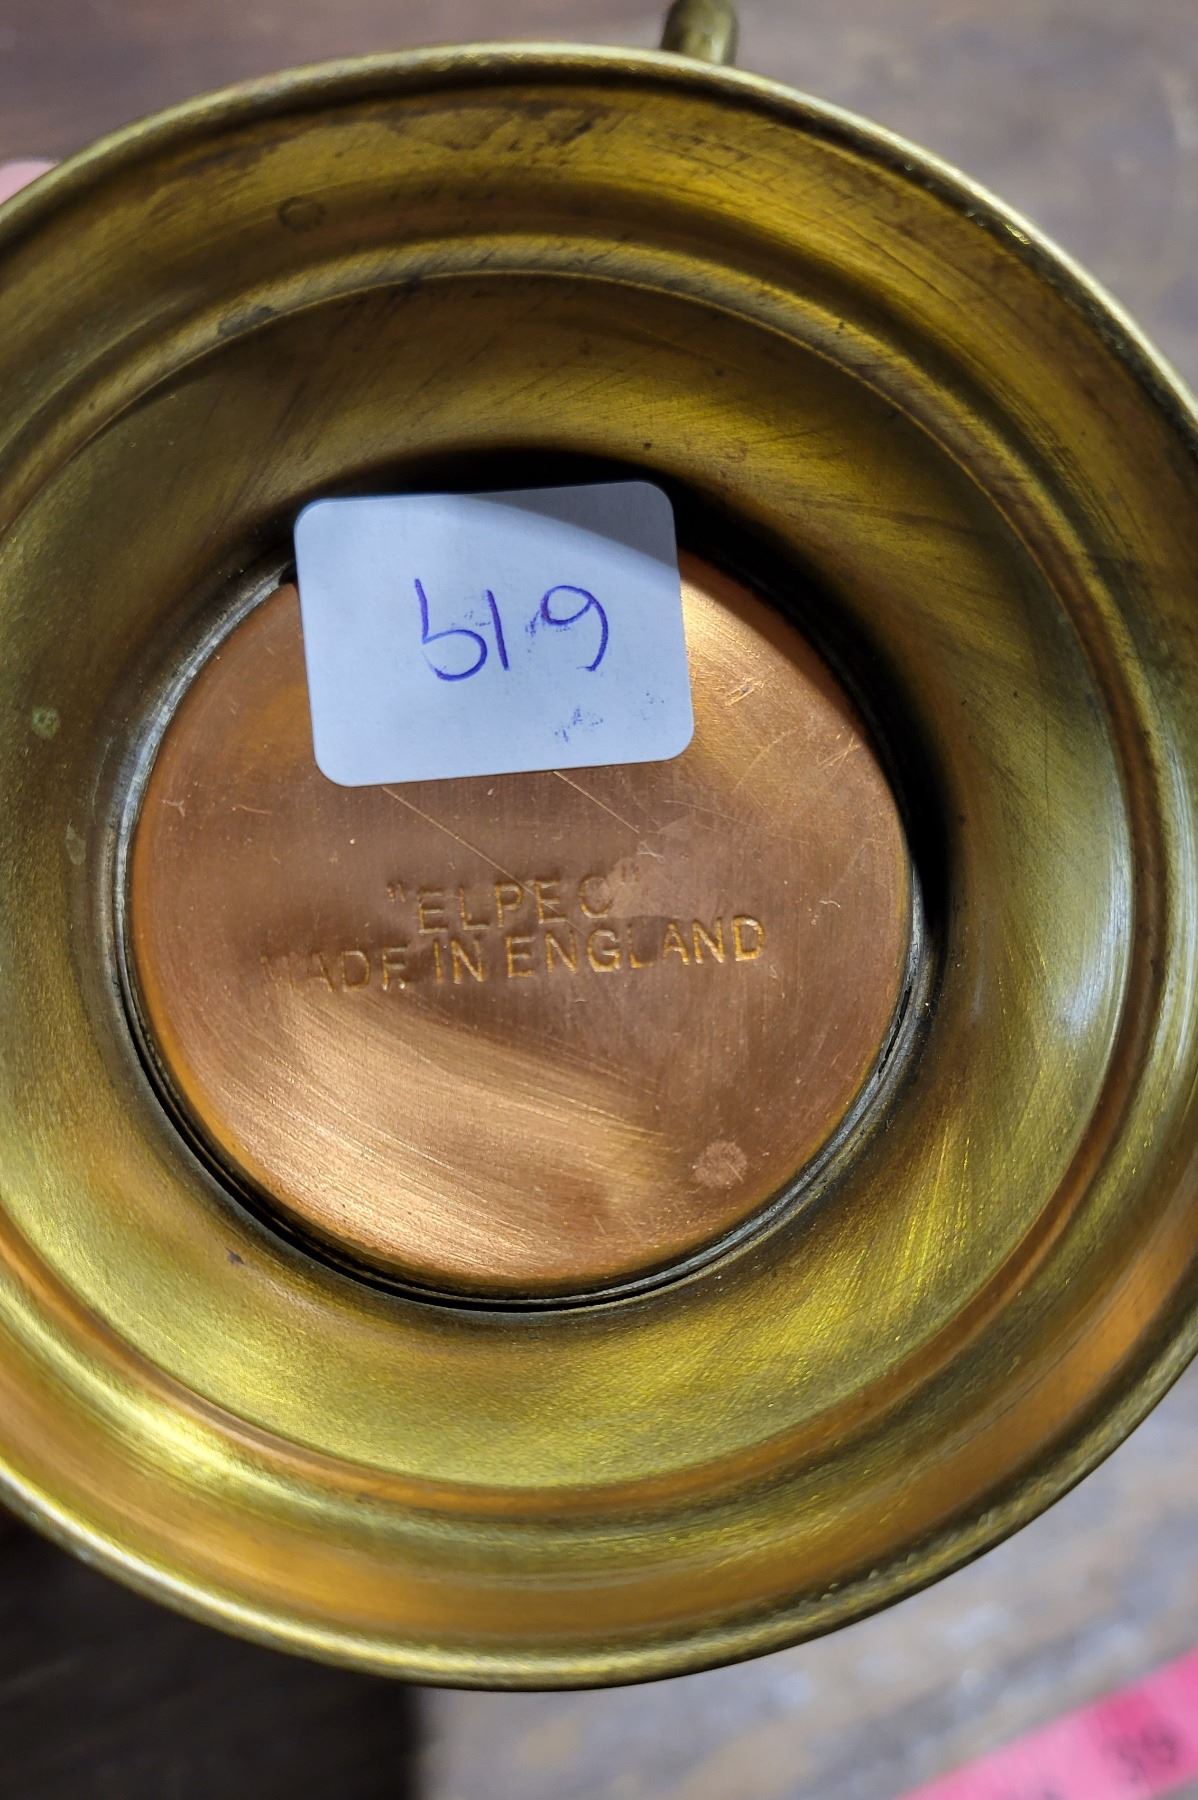 519
"ELPEC"
MADE IN ENGLAND